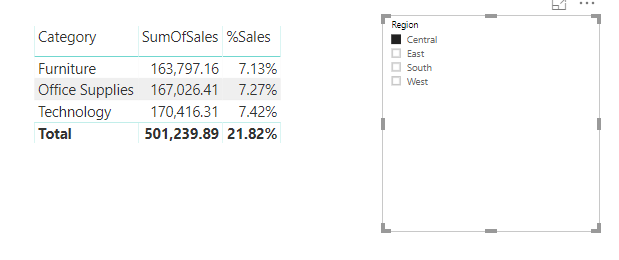 Category SumOfSales %Sales
Furniture 163,797.16 7.13%
Office Supplies 167,026.41 7.27%
Technology 170,416.31 7.42%
Total 501,239.89 21.82%
Region
Central
East
South
West